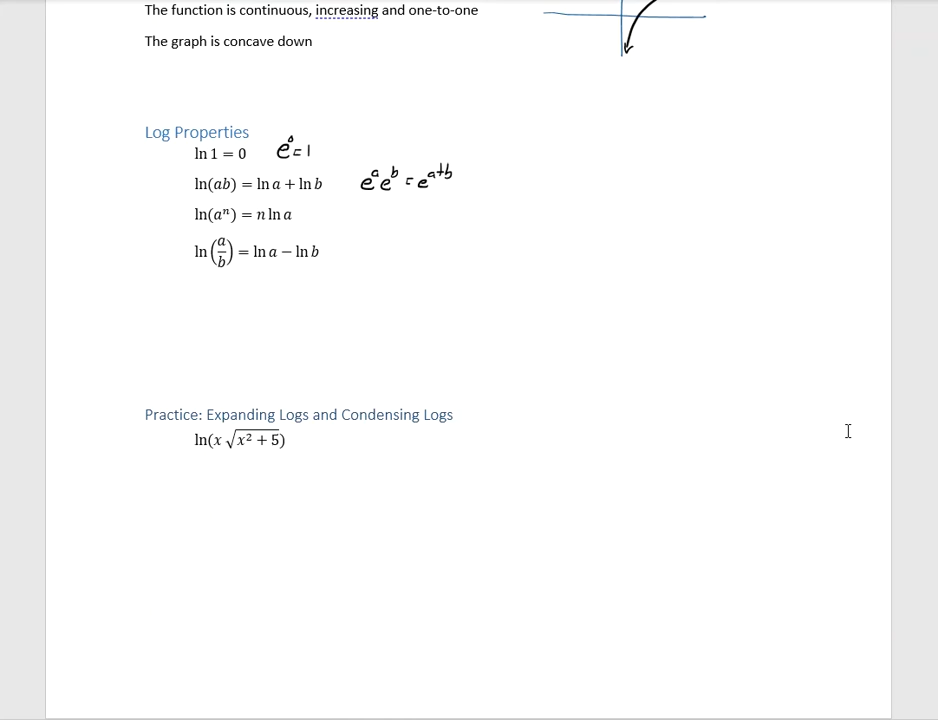 The function is continuous, increasing and one-to-one
The graph is concave down
Log Properties
ln 1 = 0 e⁰ = 1
ln(ab) = ln a + ln b eᵃ eᵇ = eᵃ⁺ᵇ
ln(aⁿ) = n ln a
ln(a/b) = ln a − ln b
Practice: Expanding Logs and Condensing Logs
ln(x √(x² + 5))